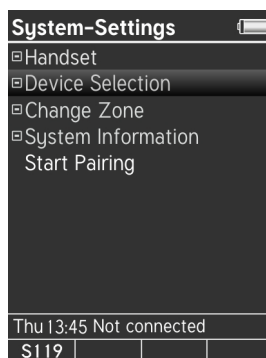 System-Settings
Handset
Device Selection
Change Zone
System Information
Start Pairing
Thu 13:45 Not connected
S119